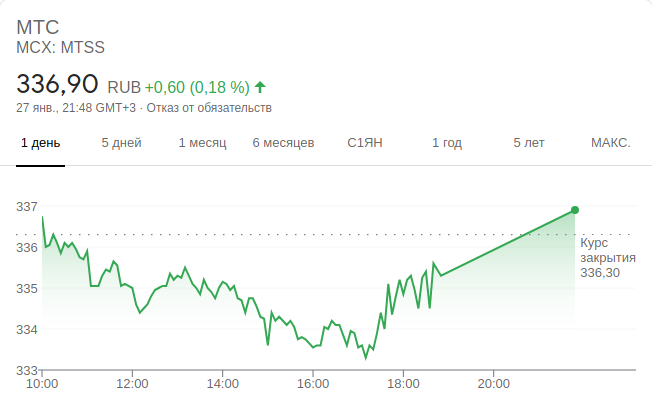 МТС
MCX: MTSS
336,90 RUB +0,60 (0,18 %)
27 янв., 21:48 GMT+3 · Отказ от обязательств
1 день 5 дней 1 месяц 6 месяцев С1ЯН 1 год 5 лет МАКС.
337
336
335
334
333
Курс
закрытия
336,30
10:00 12:00 14:00 16:00 18:00 20:00